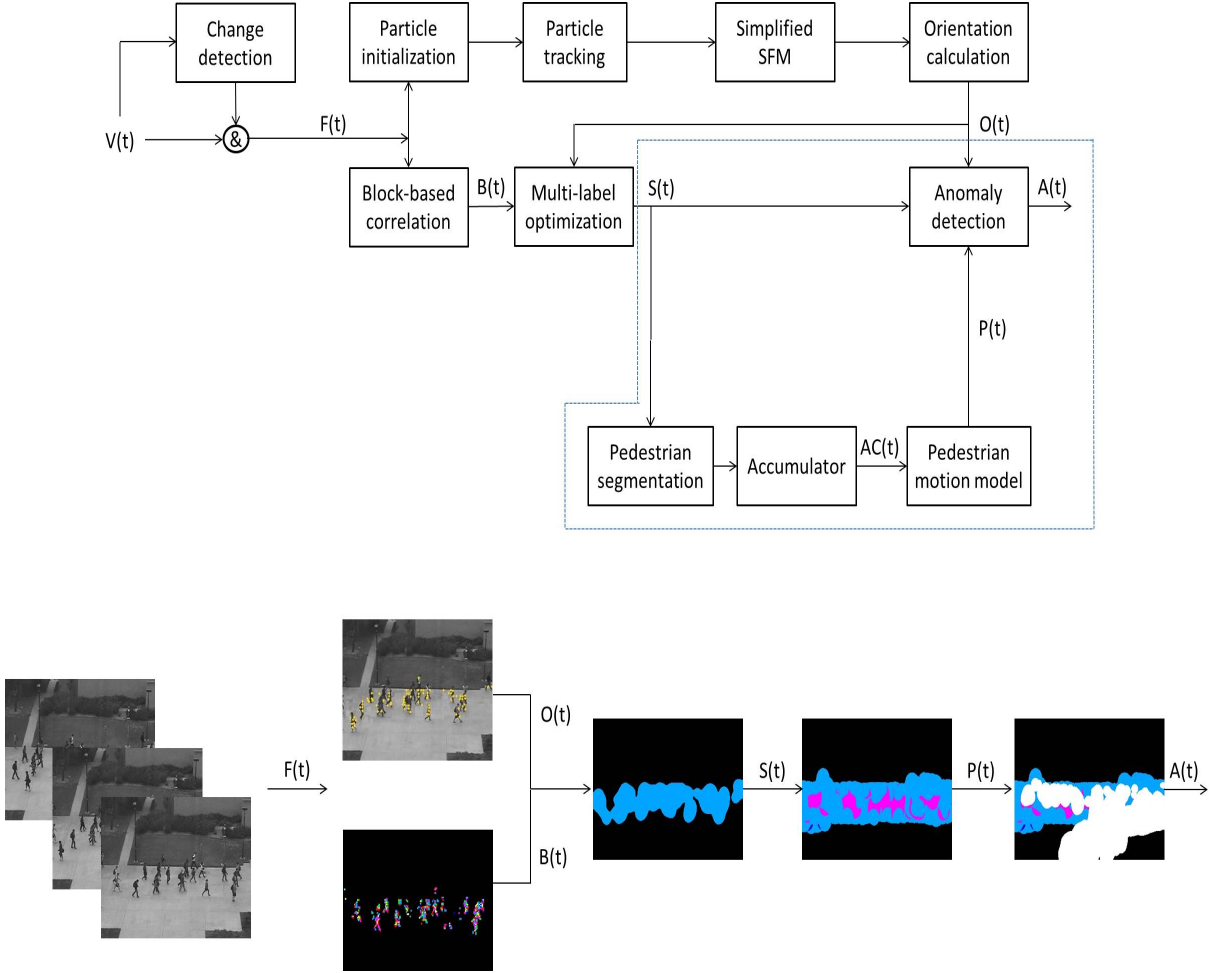 Change
detection
Particle
initialization
Particle
tracking
Simplified
SFM
Orientation
calculation
V(t)
&
F(t)
O(t)
Block-based
correlation
B(t)
Multi-label
optimization
S(t)
Anomaly
detection
A(t)
P(t)
Pedestrian
segmentation
Accumulator
AC(t)
Pedestrian
motion model
F(t)
O(t)
B(t)
S(t)
P(t)
A(t)